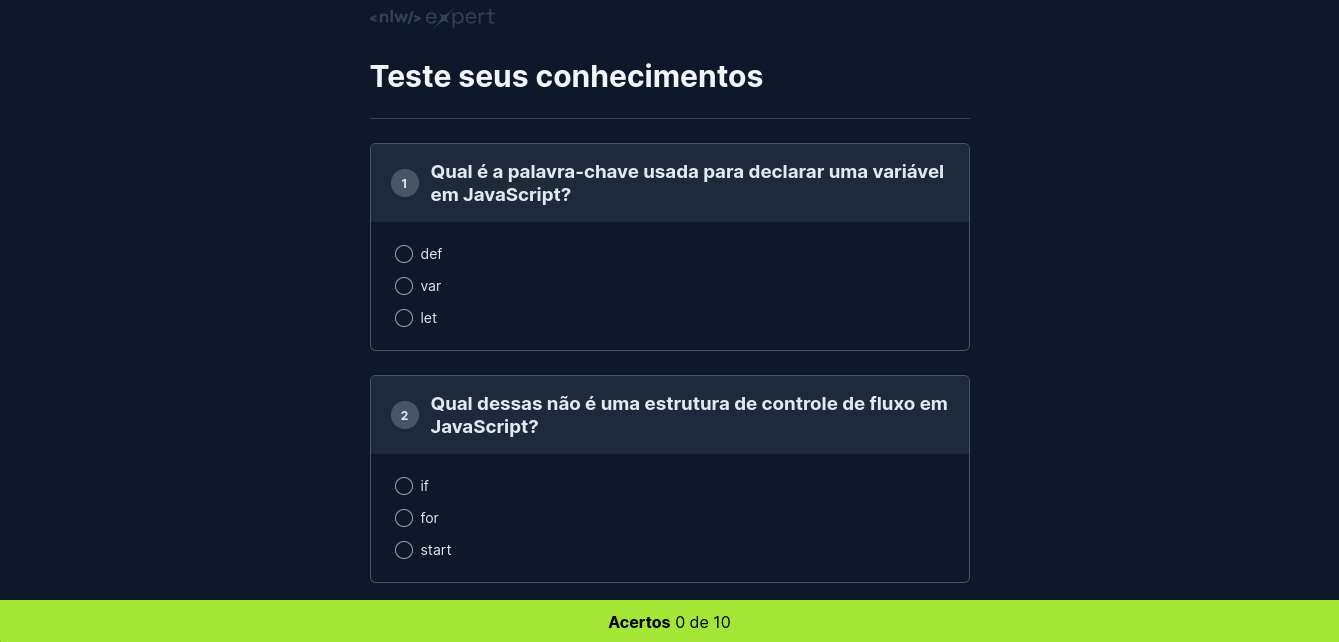 <nlw/> expert
Teste seus conhecimentos
1
Qual é a palavra-chave usada para declarar uma variável
em JavaScript?
def
var
let
2
Qual dessas não é uma estrutura de controle de fluxo em
JavaScript?
if
for
start
Acertos 0 de 10